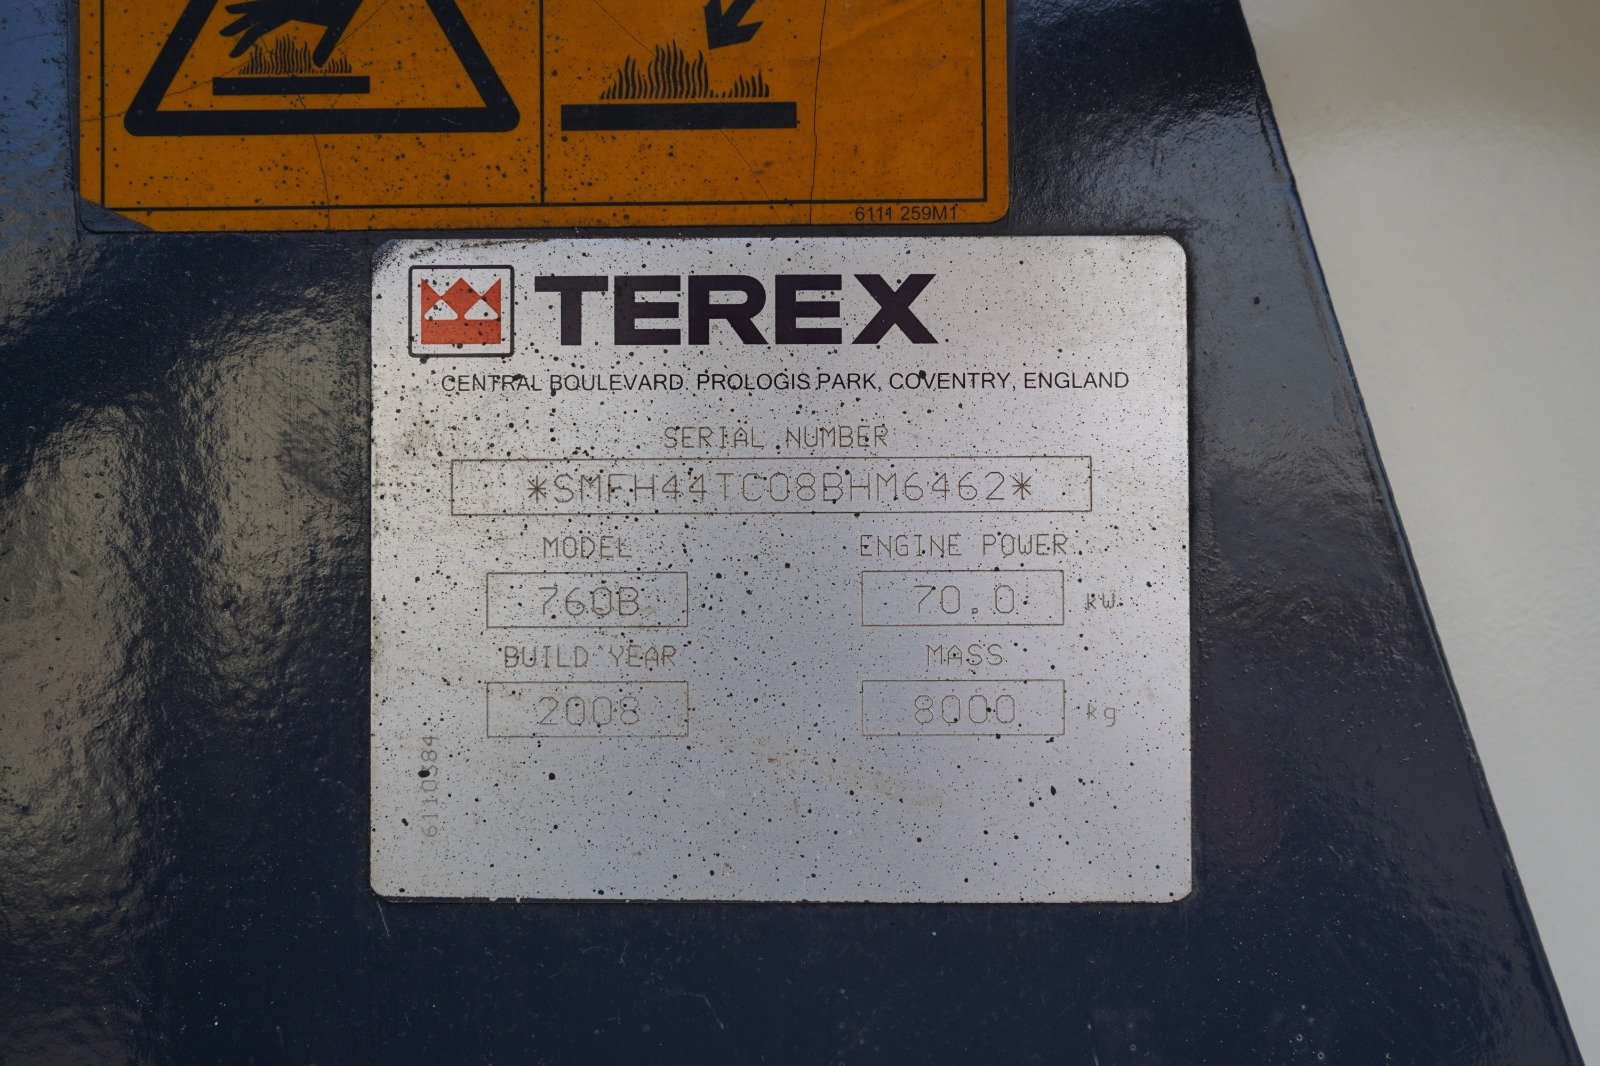 6111 259M1
TEREX
CENTRAL BOULEVARD, PROLOGIS PARK, COVENTRY, ENGLAND
SERIAL NUMBER
*SMFH44TC08BHM6462*
MODEL
ENGINE POWER
760B
70.0 kW
BUILD YEAR
MASS
2008
8000 kg
6110384